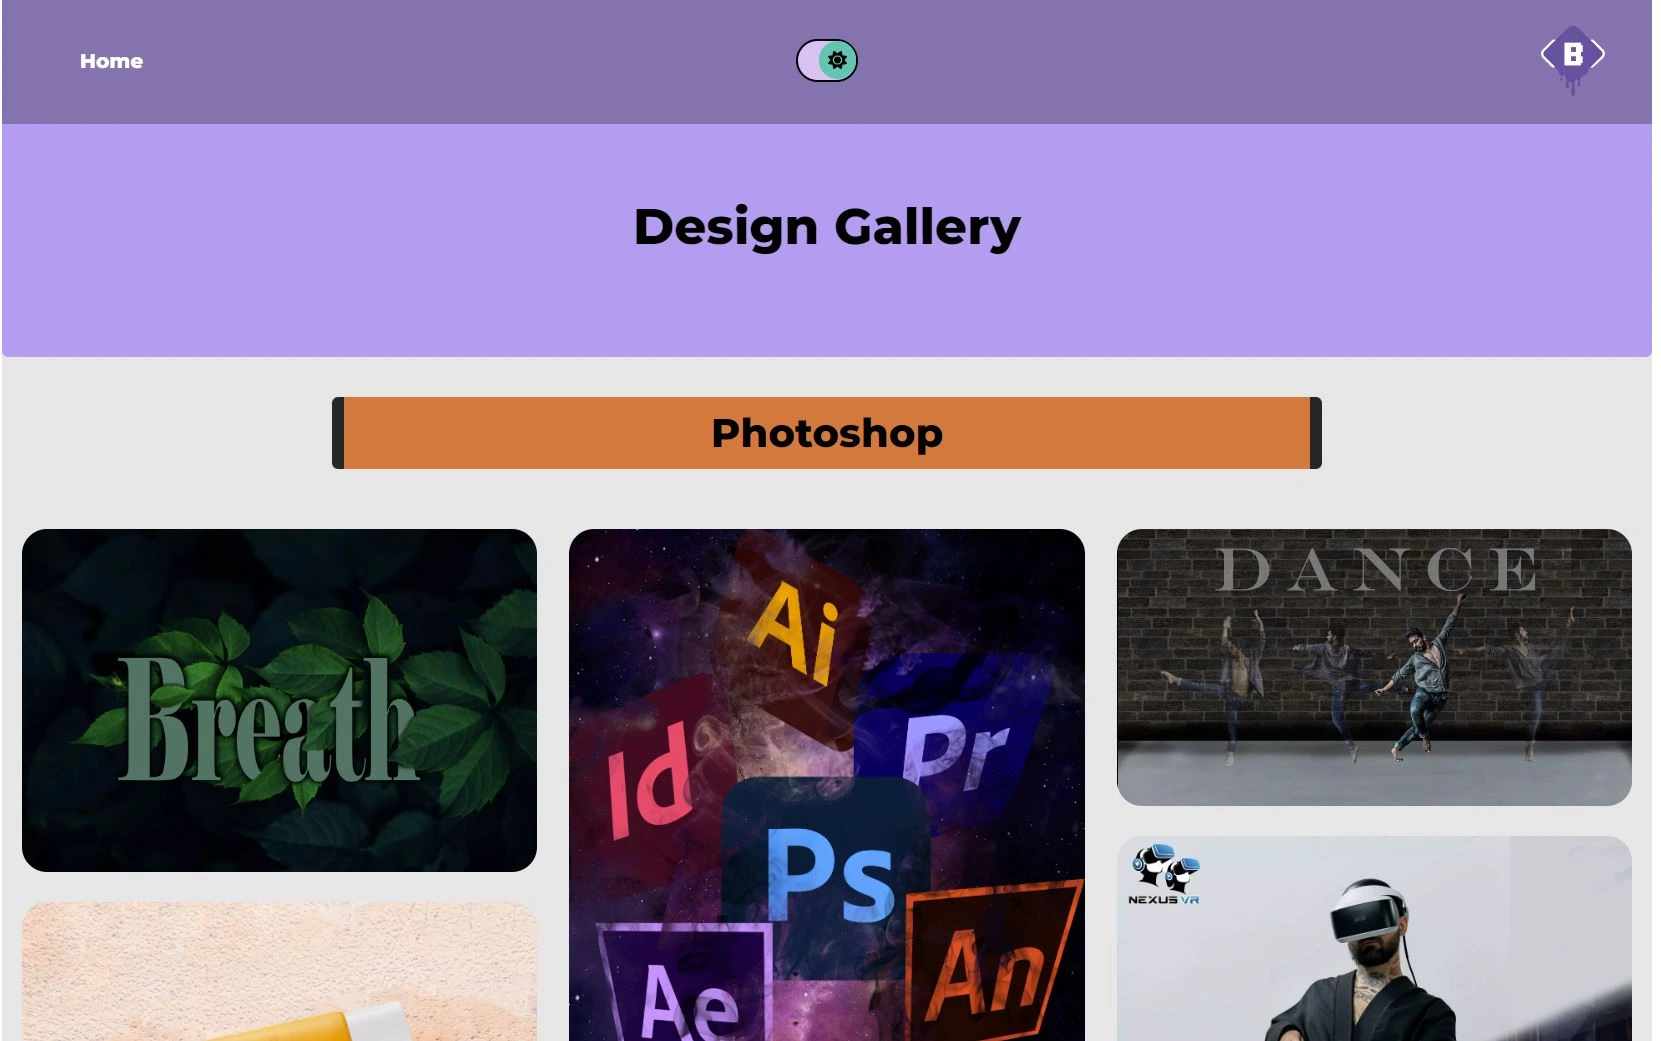 Home
B
Design Gallery
Photoshop
Breath
Ai
Id
Pr
Ps
Ae
An
DANCE
NEXUS VR